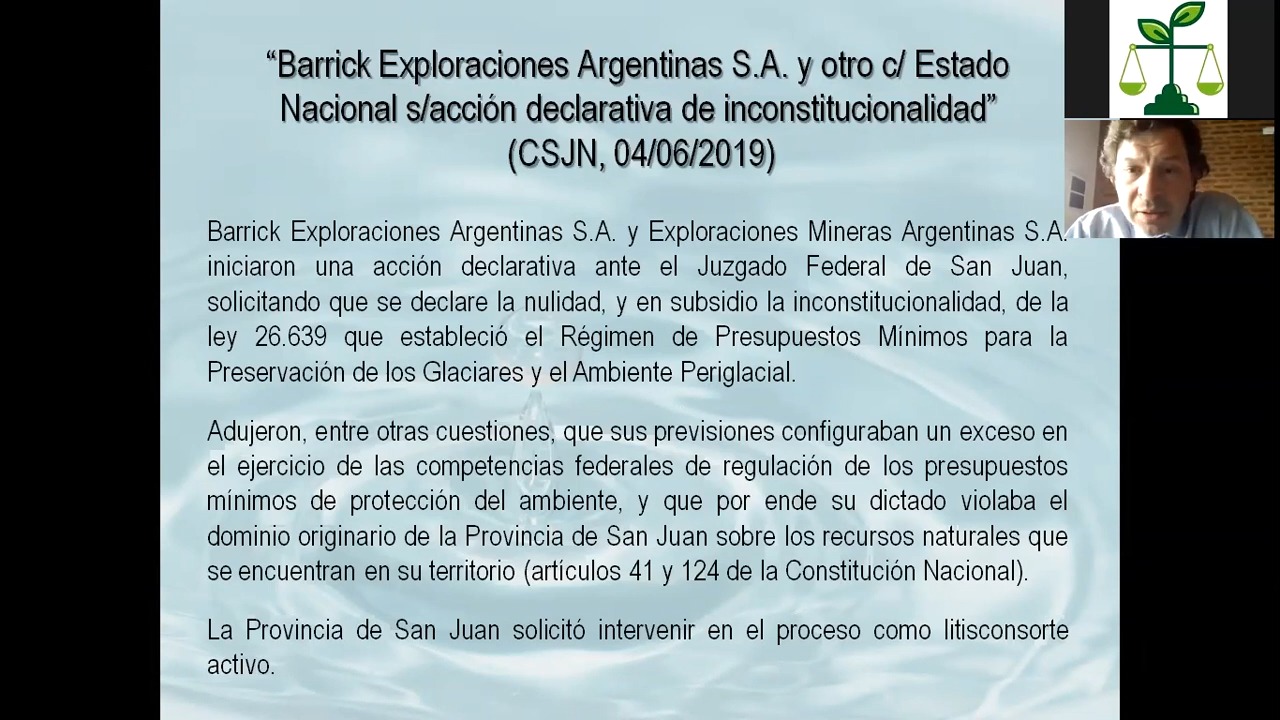 “Barrick Exploraciones Argentinas S.A. y otro c/ Estado
Nacional s/acción declarativa de inconstitucionalidad”
(CSJN, 04/06/2019)
Barrick Exploraciones Argentinas S.A. y Exploraciones Mineras Argentinas S.A.
iniciaron una acción declarativa ante el Juzgado Federal de San Juan,
solicitando que se declare la nulidad, y en subsidio la inconstitucionalidad, de la
ley 26.639 que estableció el Régimen de Presupuestos Mínimos para la
Preservación de los Glaciares y el Ambiente Periglacial.
Adujeron, entre otras cuestiones, que sus previsiones configuraban un exceso en
el ejercicio de las competencias federales de regulación de los presupuestos
mínimos de protección del ambiente, y que por ende su dictado violaba el
dominio originario de la Provincia de San Juan sobre los recursos naturales que
se encuentran en su territorio (artículos 41 y 124 de la Constitución Nacional).
La Provincia de San Juan solicitó intervenir en el proceso como litisconsorte
activo.